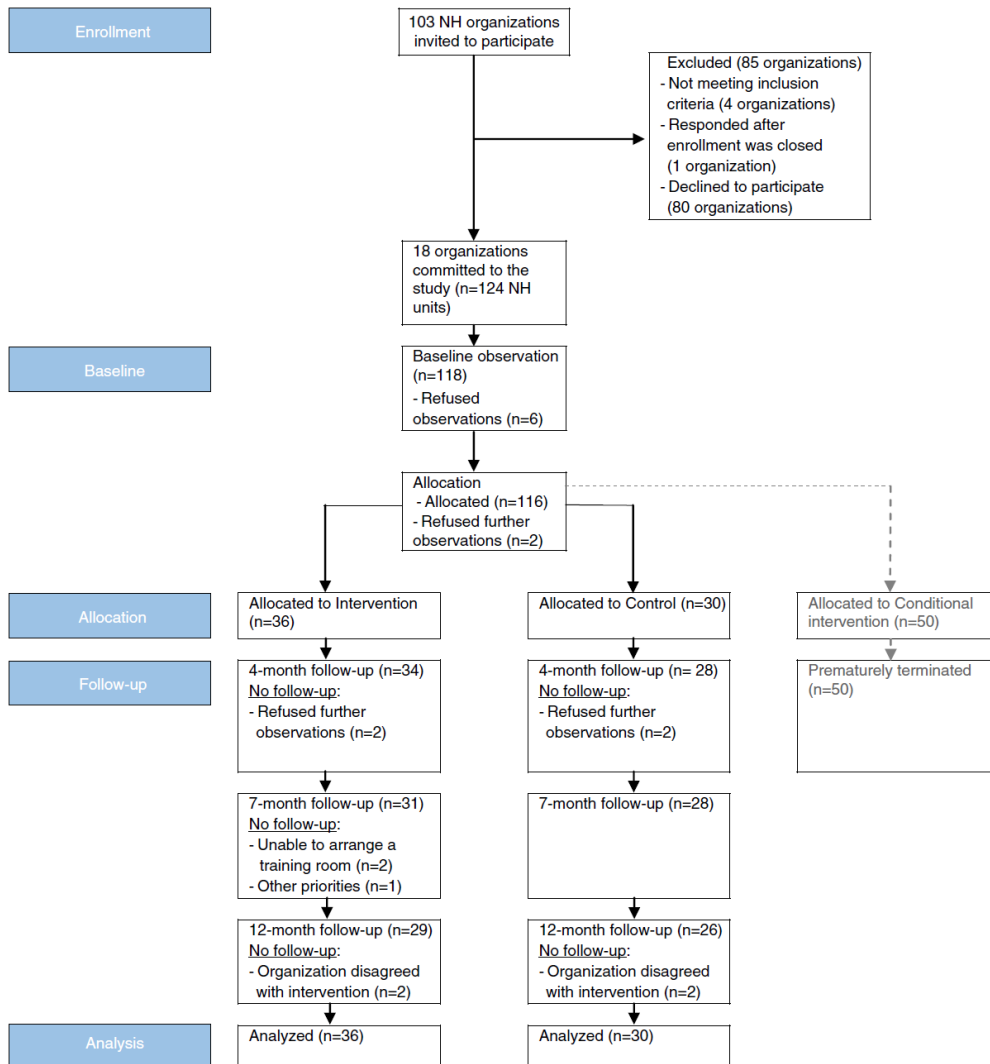 Enrollment
103 NH organizations
invited to participate
Excluded (85 organizations)
- Not meeting inclusion
criteria (4 organizations)
- Responded after
enrollment was closed
(1 organization)
- Declined to participate
(80 organizations)
18 organizations
committed to the
study (n=124 NH
units)
Baseline
Baseline observation
(n=118)
- Refused
observations (n=6)
Allocation
- Allocated (n=116)
- Refused further
observations (n=2)
Allocation
Allocated to Intervention
(n=36)
Allocated to Control (n=30)
Allocated to Conditional
intervention (n=50)
Follow-up
4-month follow-up (n=34)
No follow-up:
- Refused further
observations (n=2)
4-month follow-up (n= 28)
No follow-up:
- Refused further
observations (n=2)
Prematurely terminated
(n=50)
7-month follow-up (n=31)
No follow-up:
- Unable to arrange a
training room (n=2)
- Other priorities (n=1)
7-month follow-up (n=28)
12-month follow-up (n=29)
No follow-up:
- Organization disagreed
with intervention (n=2)
12-month follow-up (n=26)
No follow-up:
- Organization disagreed
with intervention (n=2)
Analysis
Analyzed (n=36)
Analyzed (n=30)